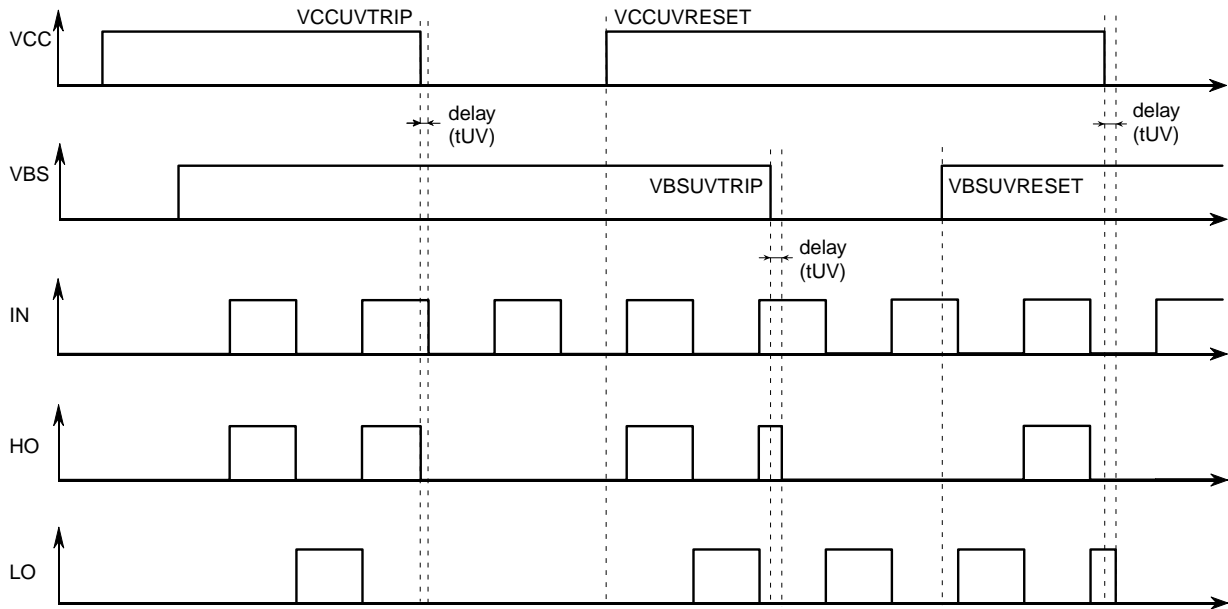 VCCUVTRIP
VCCUVRESET
VCC
delay
(tUV)
delay
(tUV)
VBS
VBSUVTRIP
VBSUVRESET
delay
(tUV)
IN
HO
LO